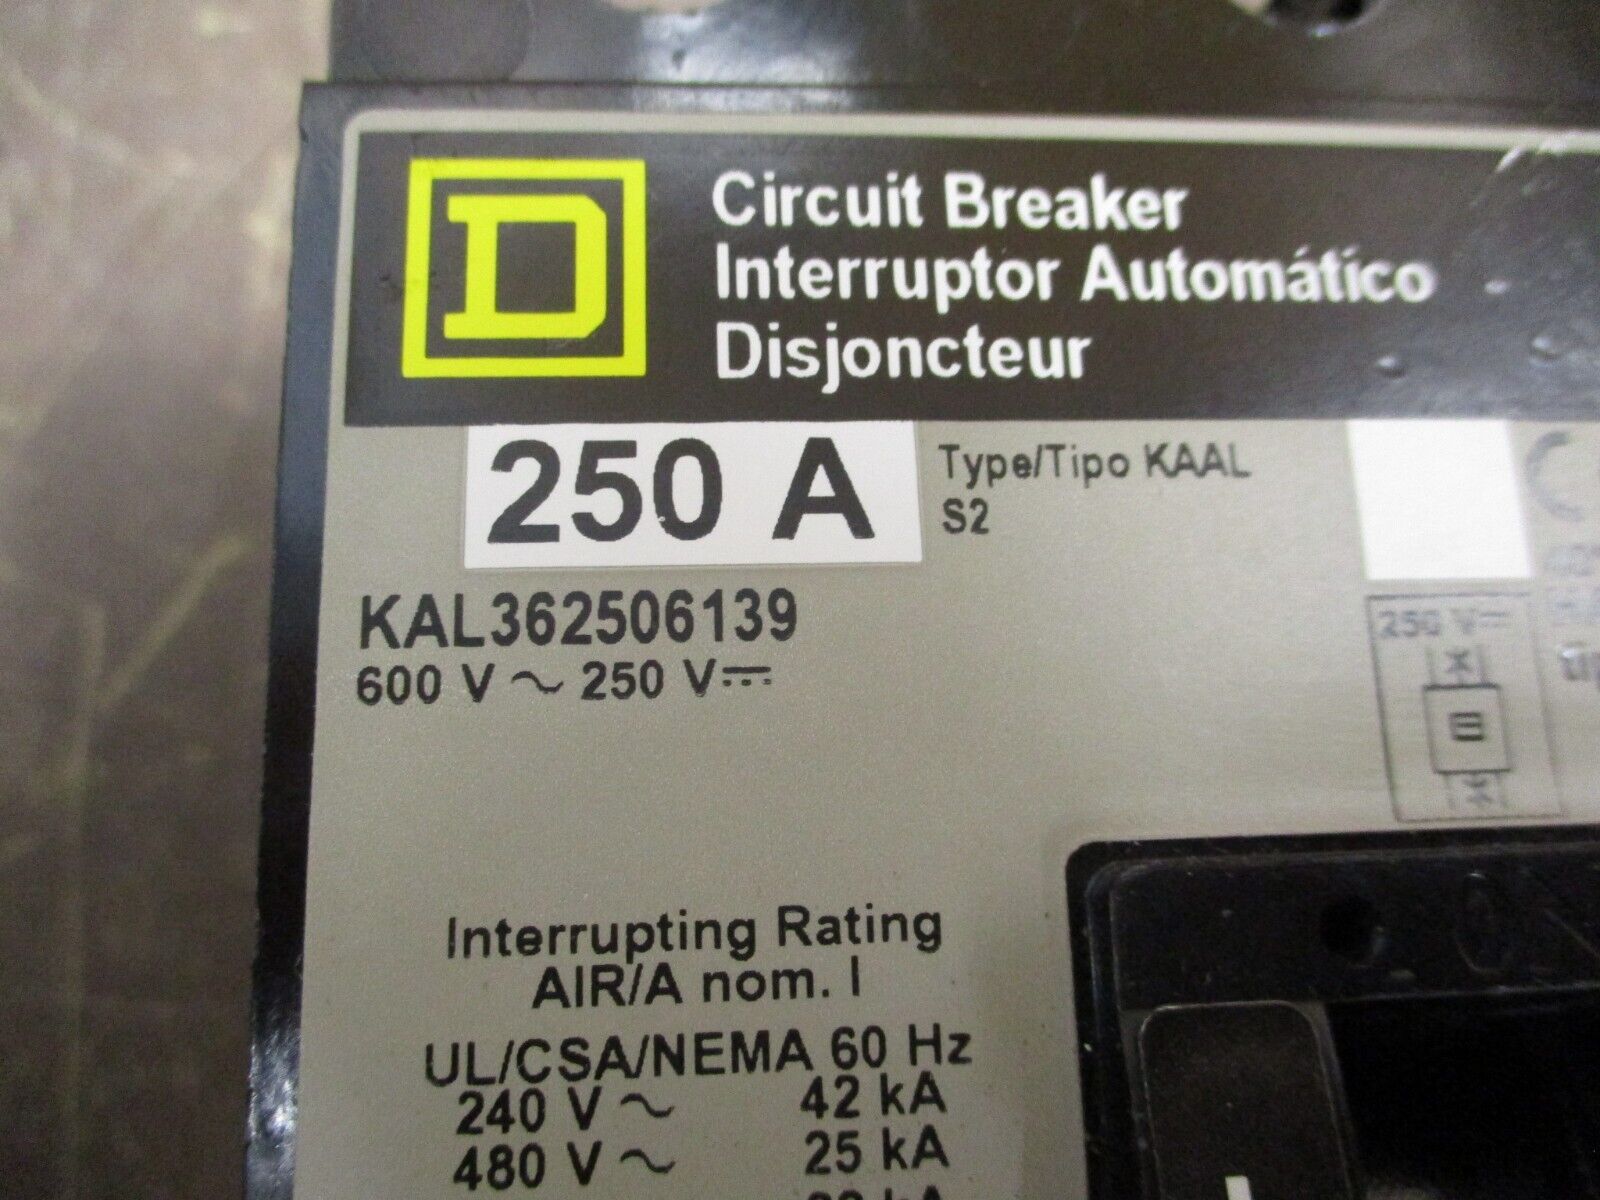 D
Circuit Breaker
Interruptor Automático
Disjoncteur
250 A
Type/Tipo KAAL
S2
KAL362506139
600 V ~ 250 V⎓
250 V⎓
Interrupting Rating
AIR/A nom. I
UL/CSA/NEMA 60 Hz
240 V ~ 42 kA
480 V ~ 25 kA
kA